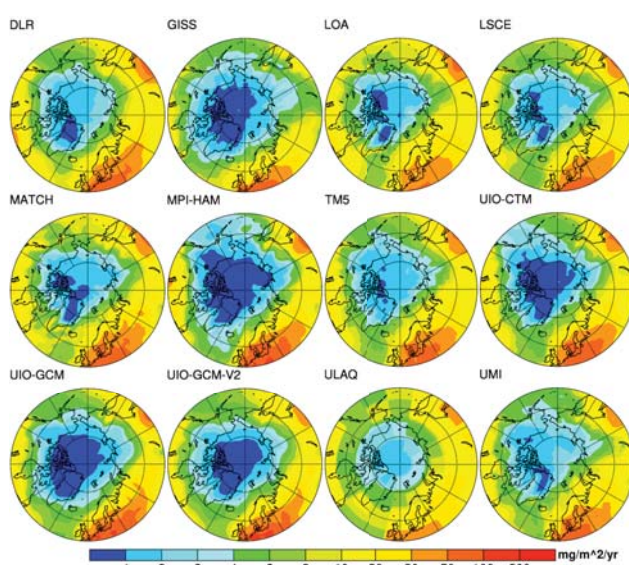 DLR GISS LOA LSCE
MATCH MPI-HAM TM5 UIO-CTM
UIO-GCM UIO-GCM-V2 ULAQ UMI
mg/m^2/yr